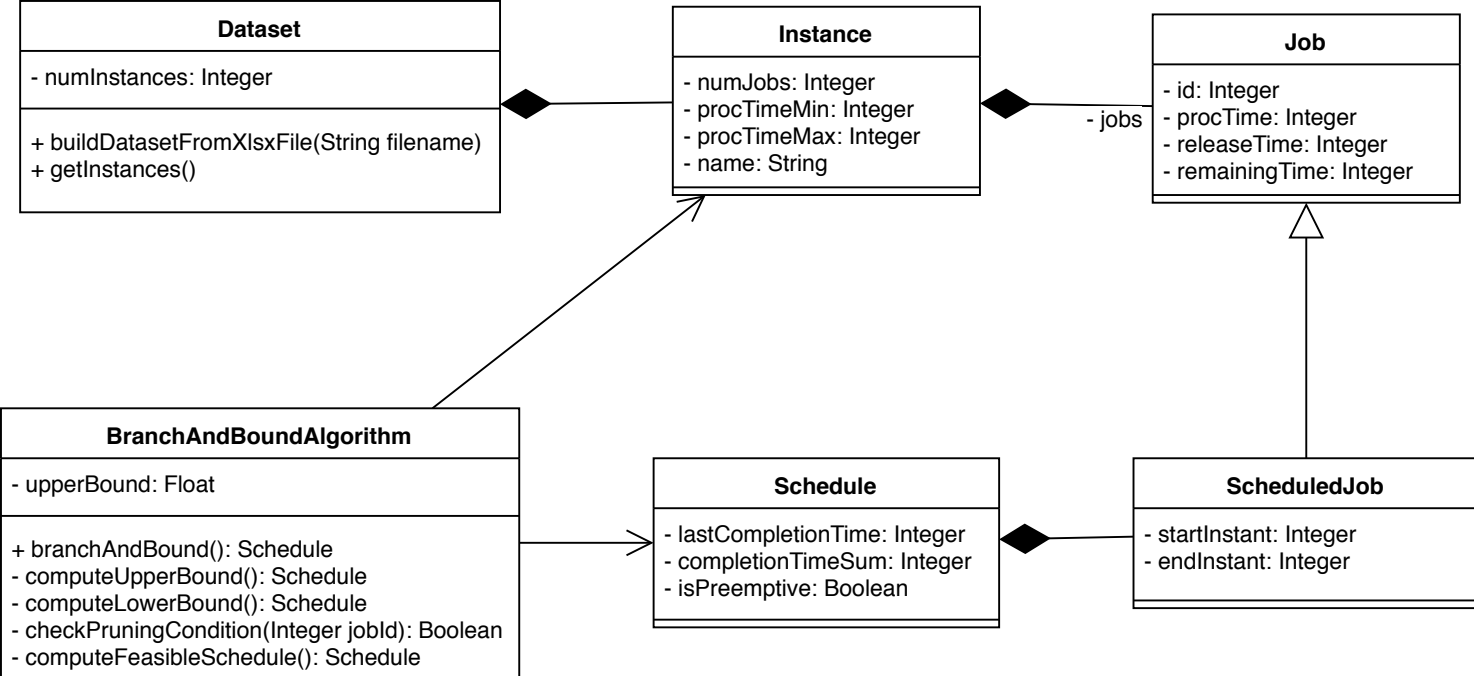 Dataset
- numInstances: Integer
+ buildDatasetFromXlsxFile(String filename)
+ getInstances()
Instance
- numJobs: Integer
- procTimeMin: Integer
- procTimeMax: Integer
- name: String
- jobs
Job
- id: Integer
- procTime: Integer
- releaseTime: Integer
- remainingTime: Integer
BranchAndBoundAlgorithm
- upperBound: Float
+ branchAndBound(): Schedule
- computeUpperBound(): Schedule
- computeLowerBound(): Schedule
- checkPruningCondition(Integer jobId): Boolean
- computeFeasibleSchedule(): Schedule
Schedule
- lastCompletionTime: Integer
- completionTimeSum: Integer
- isPreemptive: Boolean
ScheduledJob
- startInstant: Integer
- endInstant: Integer